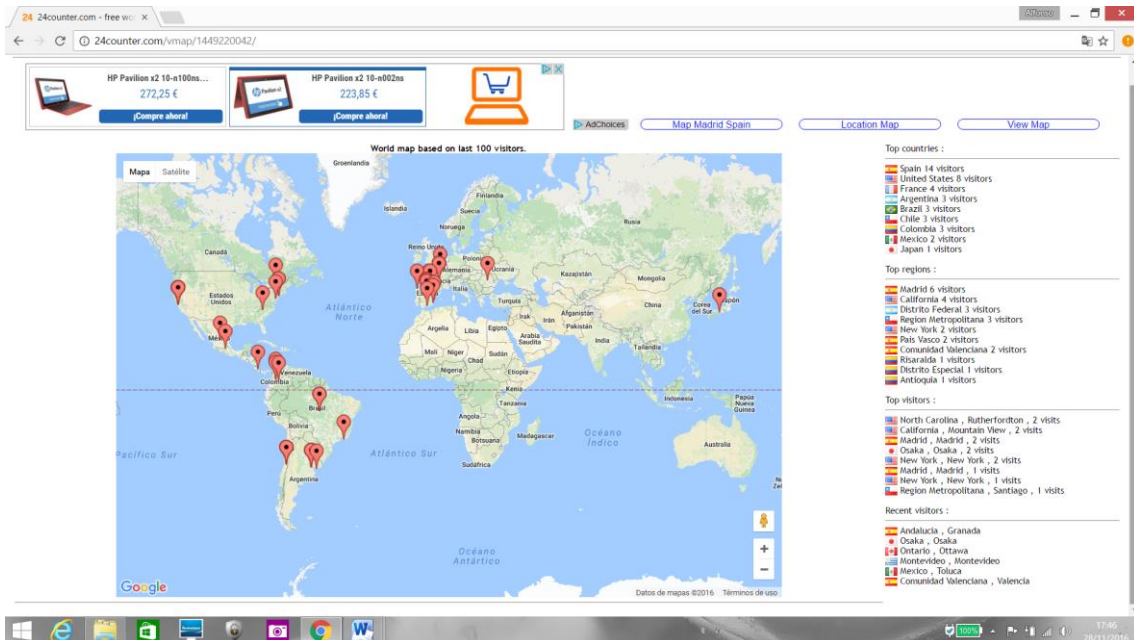 24 24counter.com - free wo
Alfonso
24counter.com/vmap/1449220042/
HP Pavilion x2 10-n100ns...
272,25 €
¡Compre ahora!
HP Pavilion x2 10-n002ns
223,85 €
¡Compre ahora!
AdChoices
Map Madrid Spain
Location Map
View Map
World map based on last 100 visitors.
Mapa Satélite
Groenlandia
Islandia
Finlandia
Suecia
Noruega
Rusia
Reino Unido
Polonia
Alemania
Ucrania
Kazajistán
Mongolia
Canadá
Estados Unidos
Italia
Turquía
China
Corea del Sur
Japón
Atlántico Norte
Afganistán
Irak
Irán
Pakistán
Argelia
Libia
Egipto
Arabia Saudita
India
Tailandia
México
Malí
Níger
Chad
Sudán
Nigeria
Etiopía
Venezuela
Colombia
Kenia
Indonesia
Papúa Nueva Guinea
Tanzania
Perú
Brasil
Angola
Bolivia
Namibia
Botsuana
Madagascar
Océano Índico
Australia
Pacífico Sur
Atlántico Sur
Sudáfrica
Argentina
Océano Antártico
Google
Datos de mapas ©2016 Términos de uso
Top countries :
Spain 14 visitors
United States 8 visitors
France 4 visitors
Argentina 3 visitors
Brazil 3 visitors
Chile 3 visitors
Colombia 3 visitors
Mexico 2 visitors
Japan 1 visitors
Top regions :
Madrid 6 visitors
California 4 visitors
Distrito Federal 3 visitors
Region Metropolitana 3 visitors
New York 2 visitors
Pais Vasco 2 visitors
Comunidad Valenciana 2 visitors
Risaralda 1 visitors
Distrito Especial 1 visitors
Antioquia 1 visitors
Top visitors :
North Carolina , Rutherfordton , 2 visits
California , Mountain View , 2 visits
Madrid , Madrid , 2 visits
Osaka , Osaka , 2 visits
New York , New York , 2 visits
Madrid , Madrid , 1 visits
New York , New York , 1 visits
Region Metropolitana , Santiago , 1 visits
Recent visitors :
Andalucia , Granada
Osaka , Osaka
Ontario , Ottawa
Montevideo , Montevideo
Mexico , Toluca
Comunidad Valenciana , Valencia
100%
17:46
28/11/2016